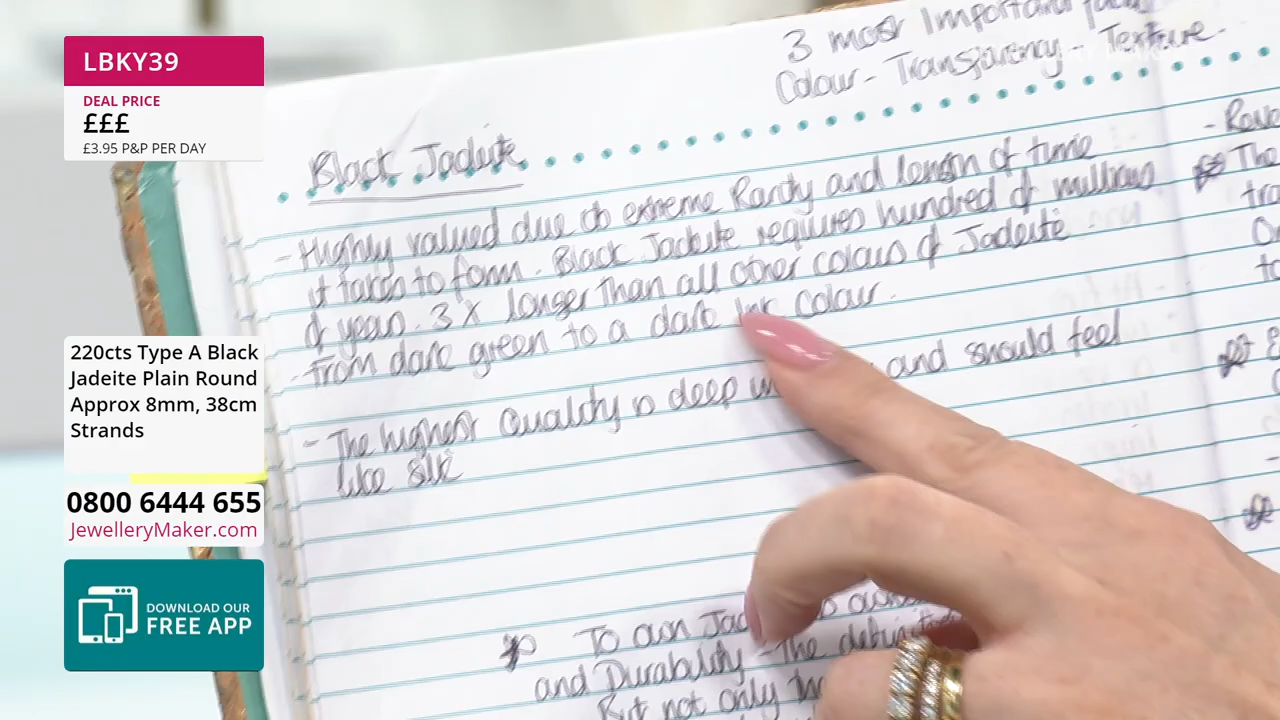 LBKY39
DEAL PRICE
£££
£3.95 P&P PER DAY
220cts Type A Black
Jadeite Plain Round
Approx 8mm, 38cm
Strands
0800 6444 655
JewelleryMaker.com
DOWNLOAD OUR
FREE APP
3 most Important
Colour - Transparency - Texture.
Black Jadeite
- Highly valued due to extreme Rarity and length of time
it takes to form. Black Jadeite requires hundred of millions
of years. 3X longer than all other colours of Jadeite
- from dark green to a dark Ink colour.
- The highest Quality is deep and should feel
like Silk
To own
and Durability. The
But not only
- 
The